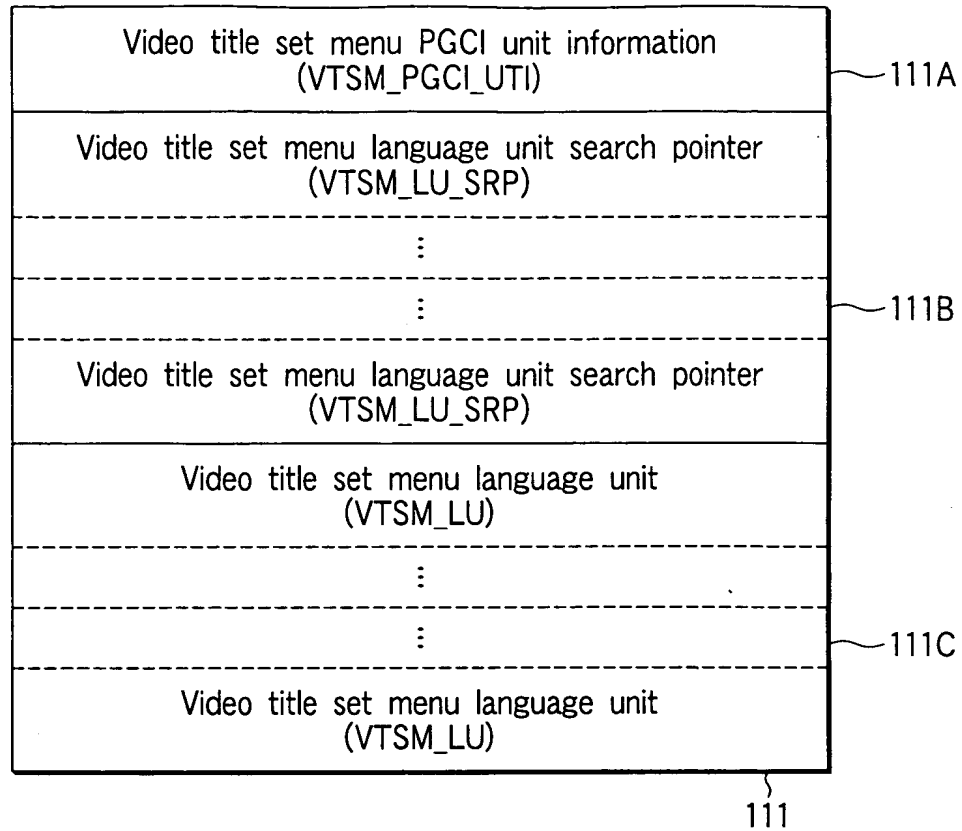 Video title set menu PGCI unit information
(VTSM_PGCI_UTI)
111A
Video title set menu language unit search pointer
(VTSM_LU_SRP)
⋮
⋮
111B
Video title set menu language unit search pointer
(VTSM_LU_SRP)
Video title set menu language unit
(VTSM_LU)
⋮
⋮
111C
Video title set menu language unit
(VTSM_LU)
111